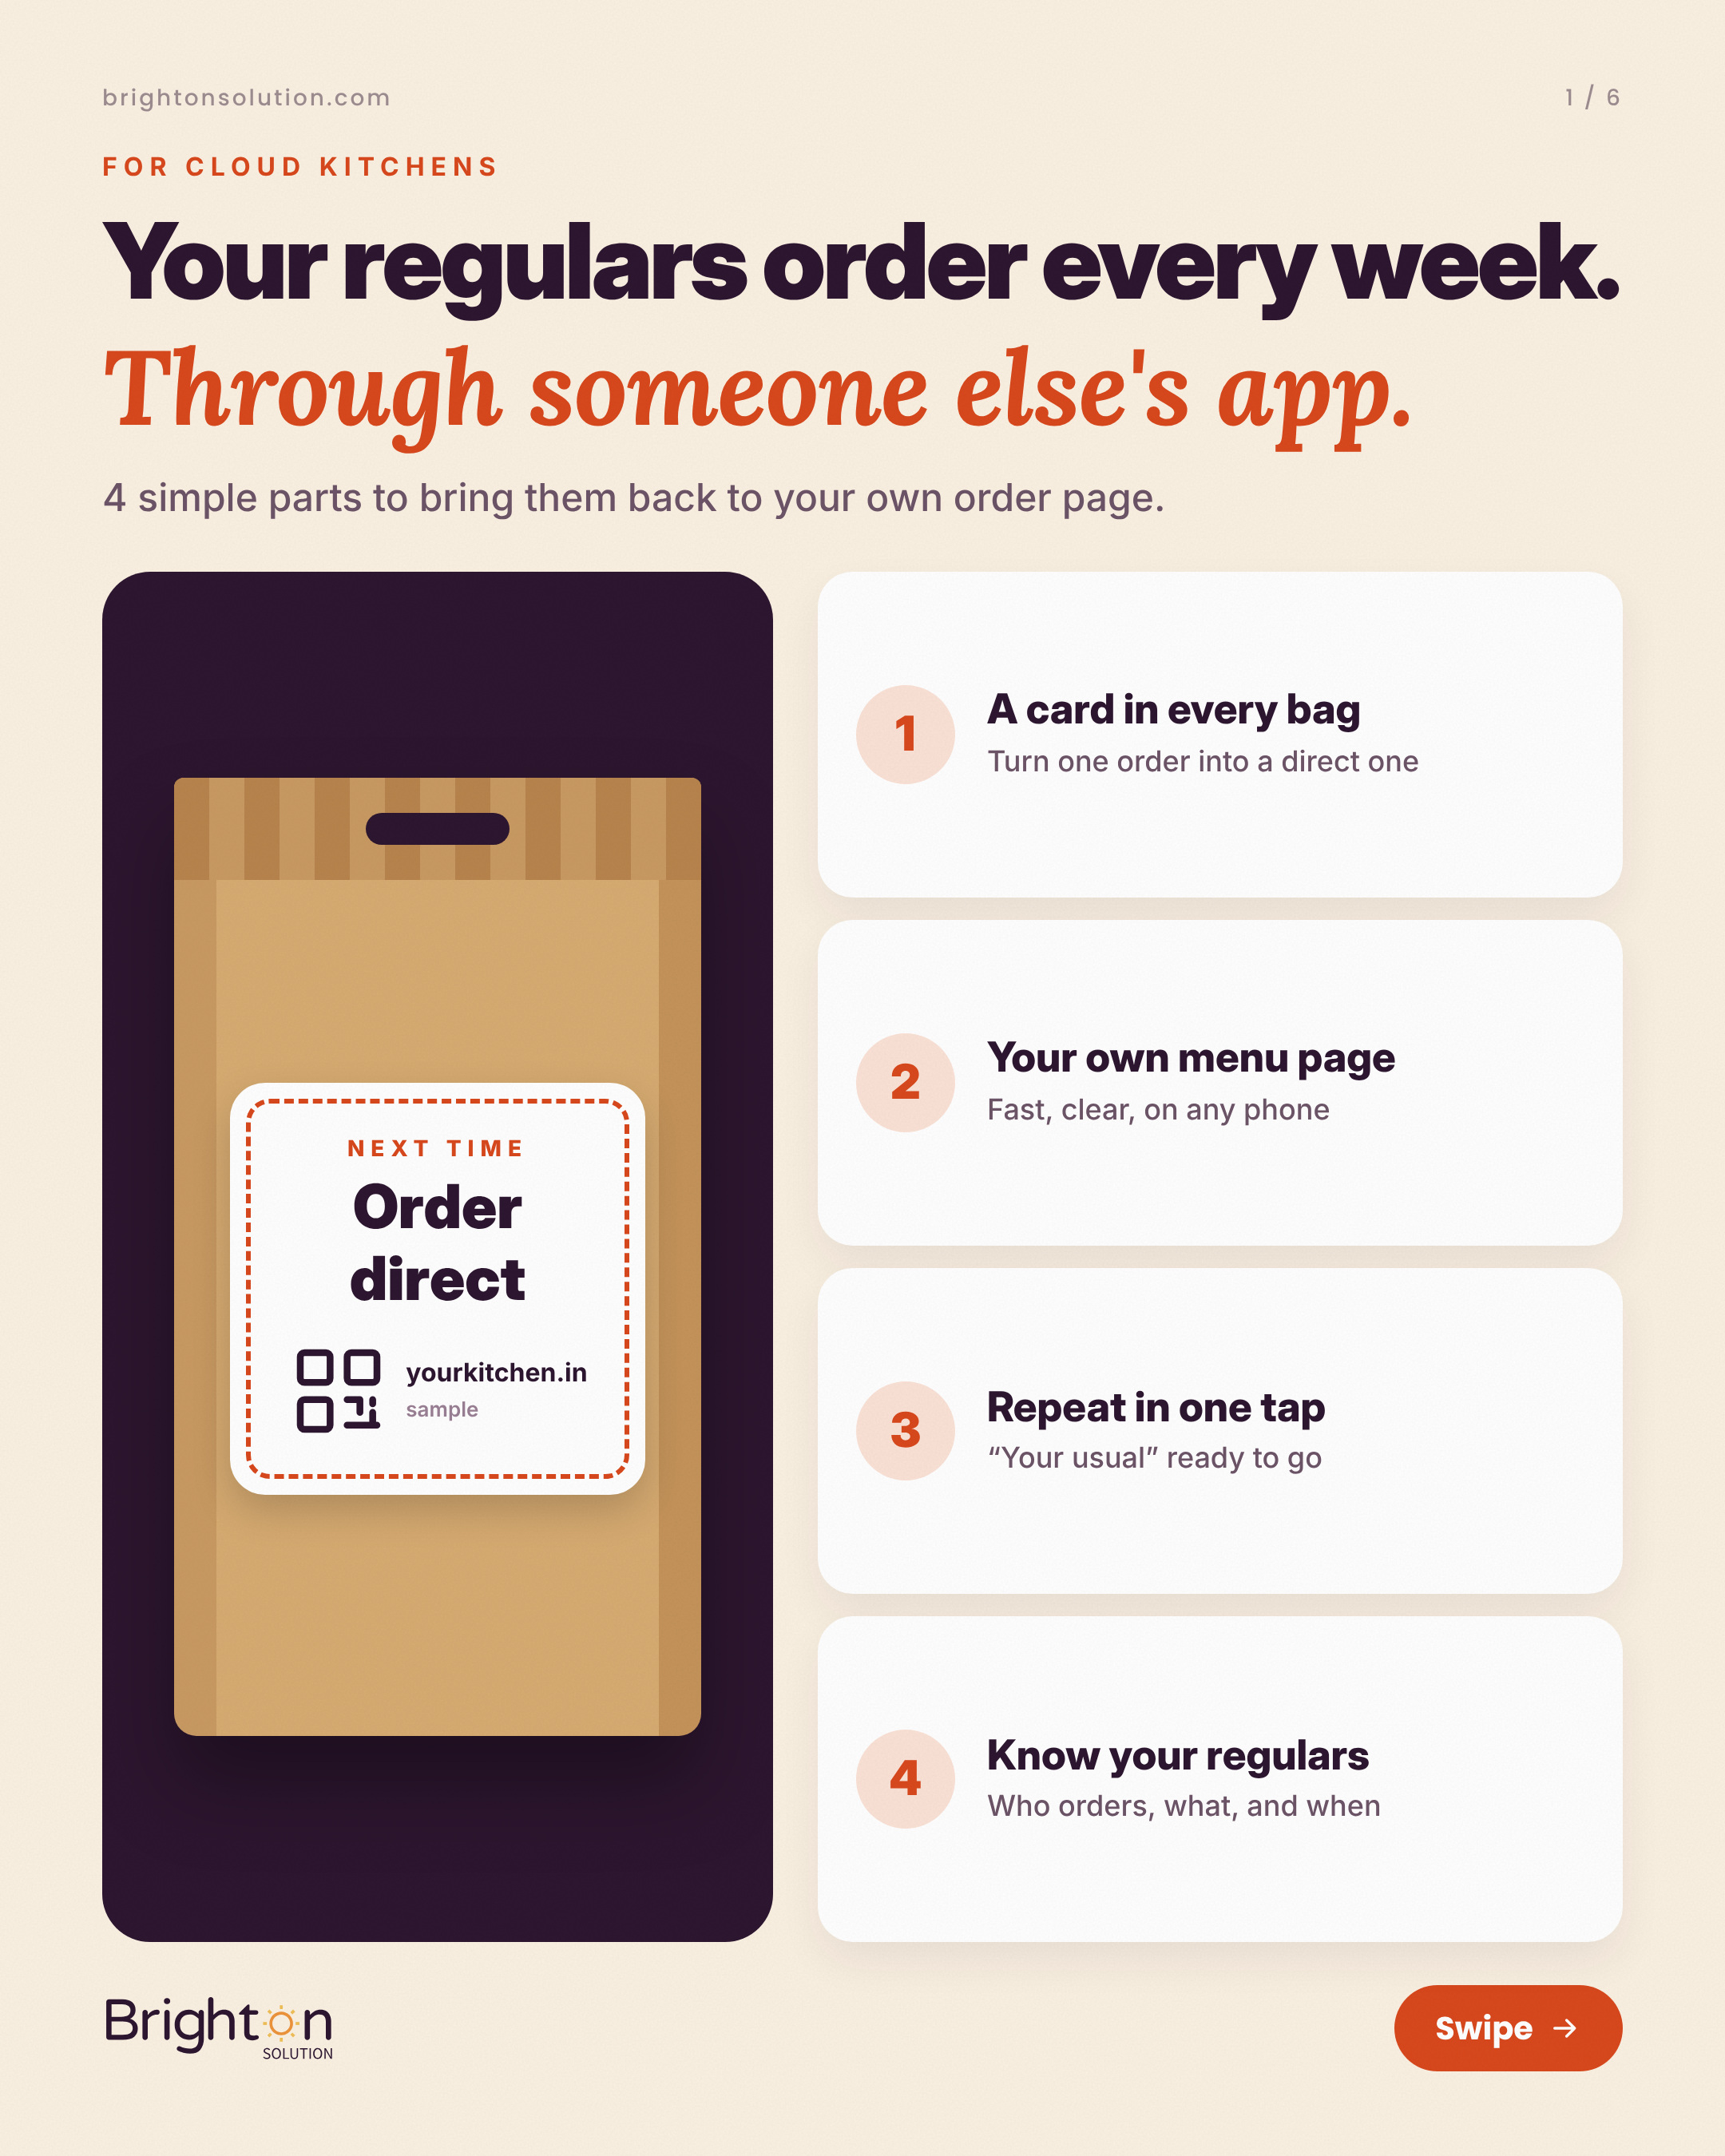 brightonsolution.com
1 / 6
FOR CLOUD KITCHENS
Your regulars order every week.
Through someone else's app.
4 simple parts to bring them back to your own order page.
NEXT TIME
Order
direct
yourkitchen.in
sample
1
A card in every bag
Turn one order into a direct one
2
Your own menu page
Fast, clear, on any phone
3
Repeat in one tap
“Your usual” ready to go
4
Know your regulars
Who orders, what, and when
Brighton
SOLUTION
Swipe →